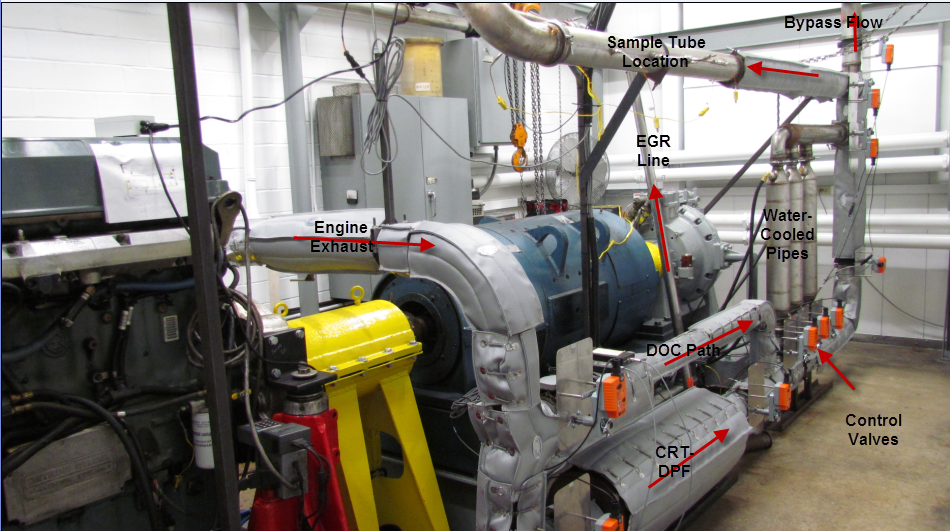 Bypass Flow
Sample Tube
Location
EGR
Line
Engine
Exhaust
Water-
Cooled
Pipes
DOC Path
Control
Valves
CRT-
DPF